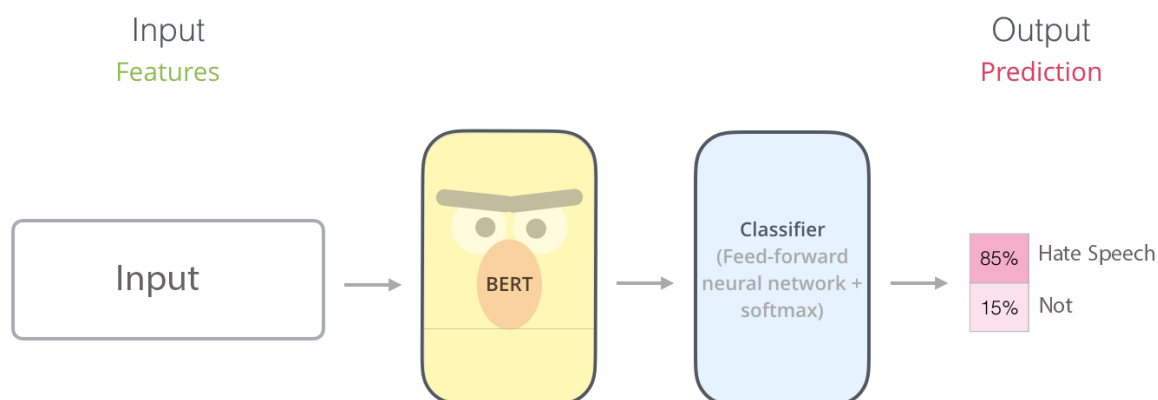 Input
Features
Output
Prediction
Input
BERT
Classifier
(Feed-forward
neural network +
softmax)
85% Hate Speech
15% Not